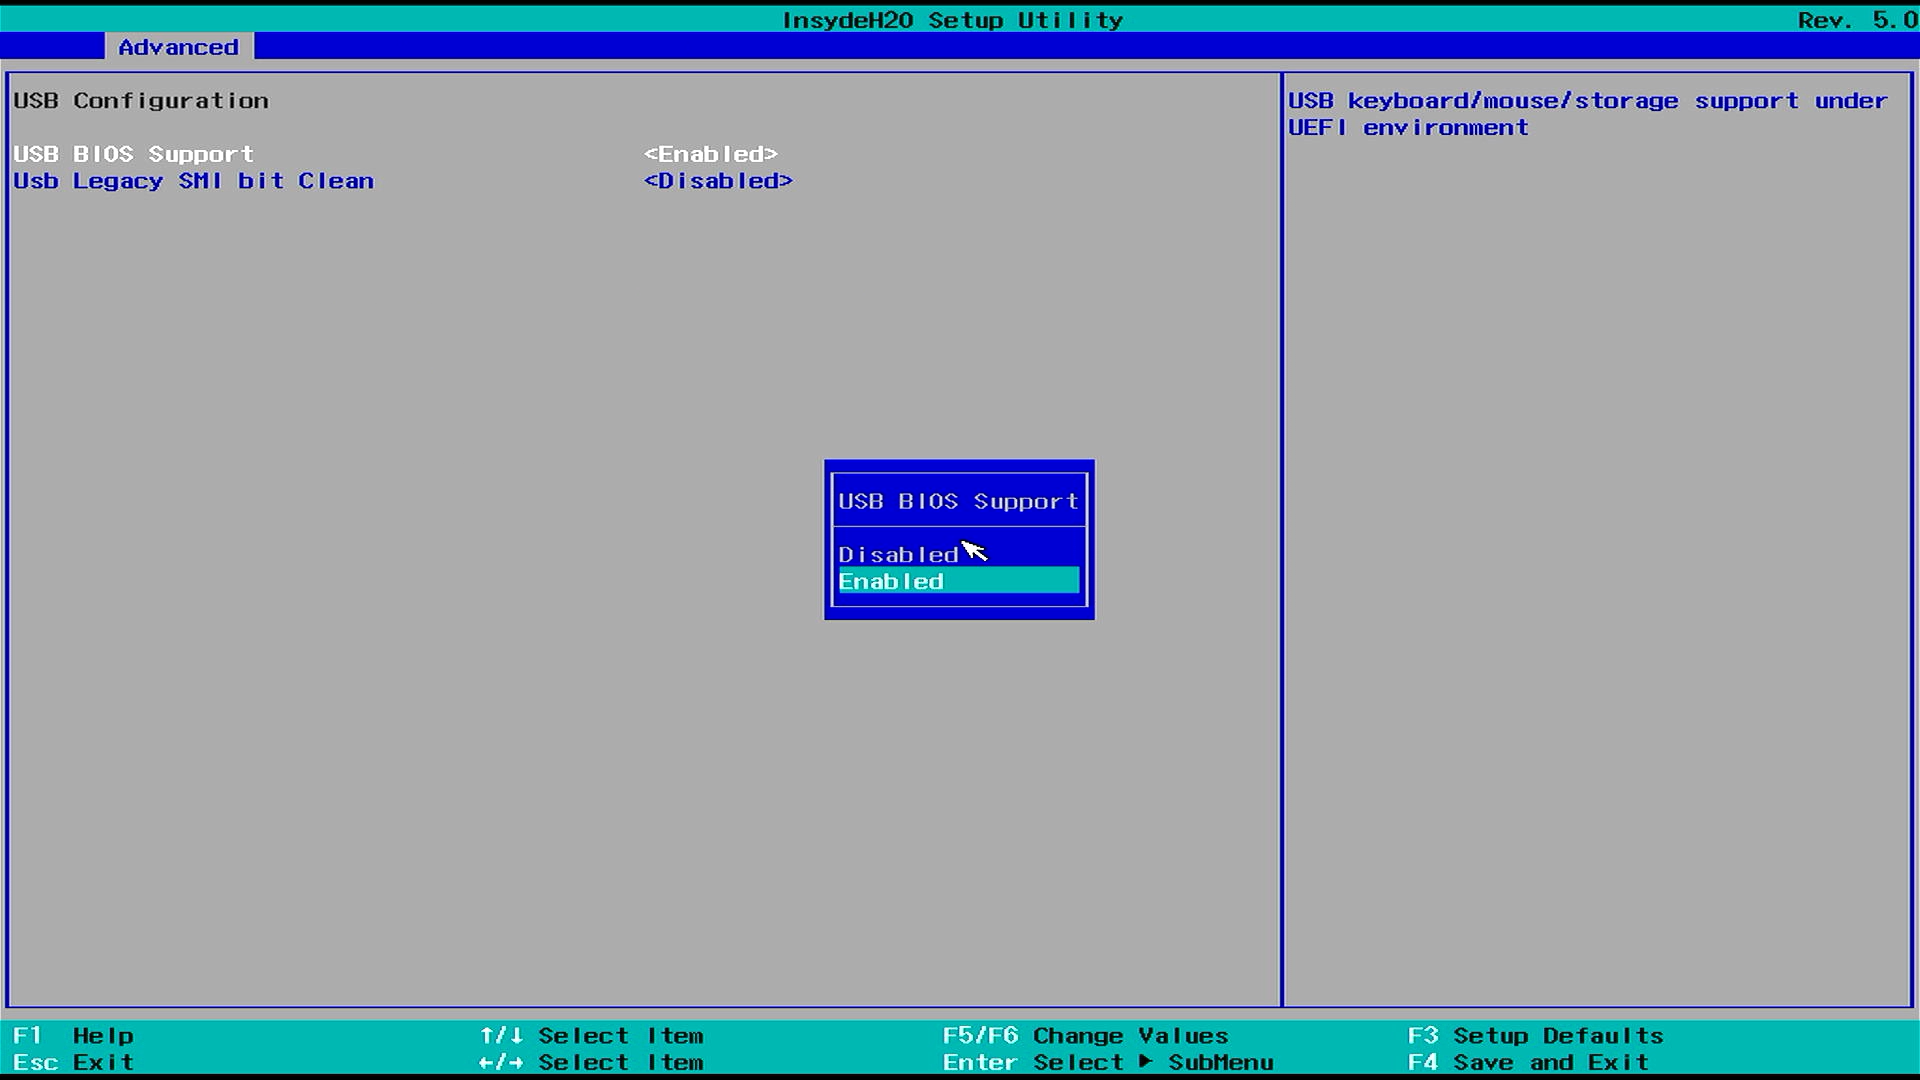 InsydeH20 Setup Utility Rev. 5.0
Advanced
USB Configuration
USB BIOS Support <Enabled>
Usb Legacy SMI bit Clean <Disabled>
USB keyboard/mouse/storage support under
UEFI environment
USB BIOS Support
Disabled
Enabled
F1 Help ↑/↓ Select Item F5/F6 Change Values F3 Setup Defaults
Esc Exit ←/→ Select Item Enter Select ▶ SubMenu F4 Save and Exit